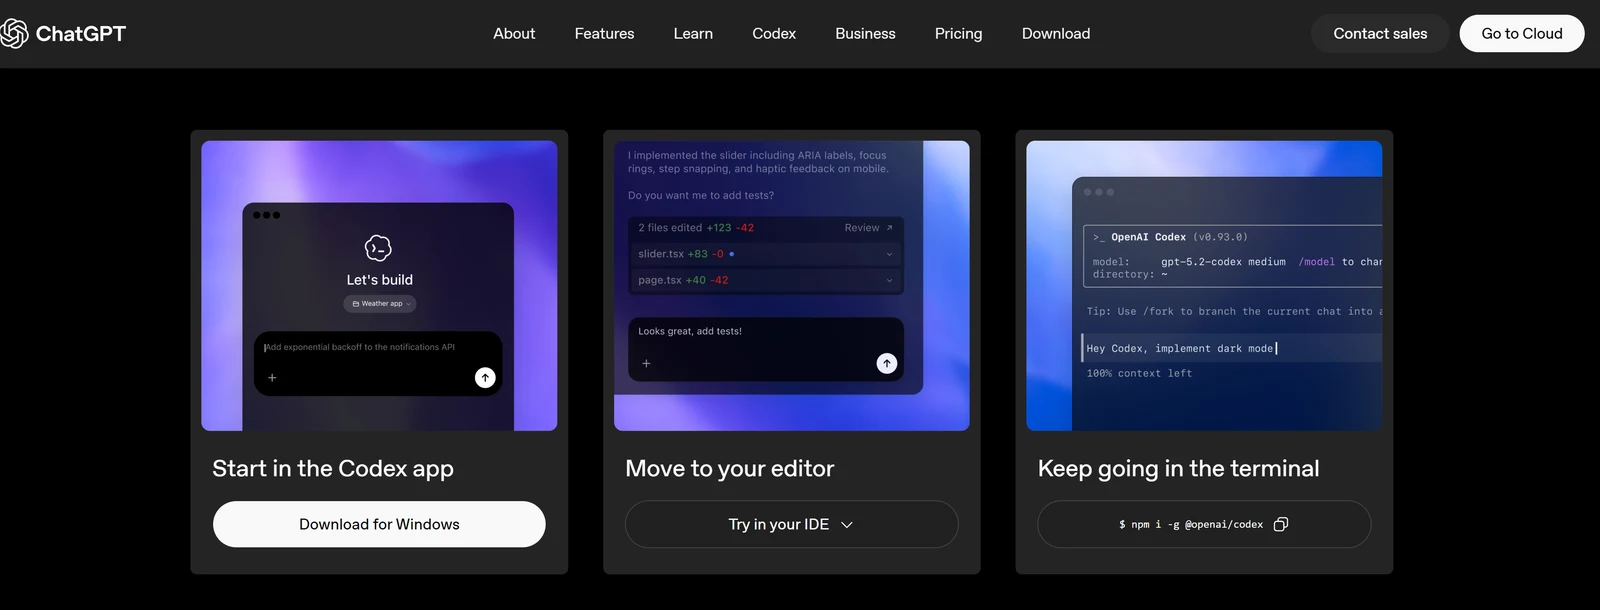 ChatGPT
About
Features
Learn
Codex
Business
Pricing
Download
Contact sales
Go to Cloud
Let's build
Weather app
Add exponential backoff to the notifications API
Start in the Codex app
Download for Windows
I implemented the slider including ARIA labels, focus
rings, step snapping, and haptic feedback on mobile.
Do you want me to add tests?
2 files edited +123 -42
Review
slider.tsx +83 -0
page.tsx +40 -42
Looks great, add tests!
Move to your editor
Try in your IDE
>_ OpenAI Codex (v0.93.0)
model: gpt-5.2-codex medium /model to chan
directory: ~
Tip: Use /fork to branch the current chat into a
Hey Codex, implement dark mode
100% context left
Keep going in the terminal
$ npm i -g @openai/codex